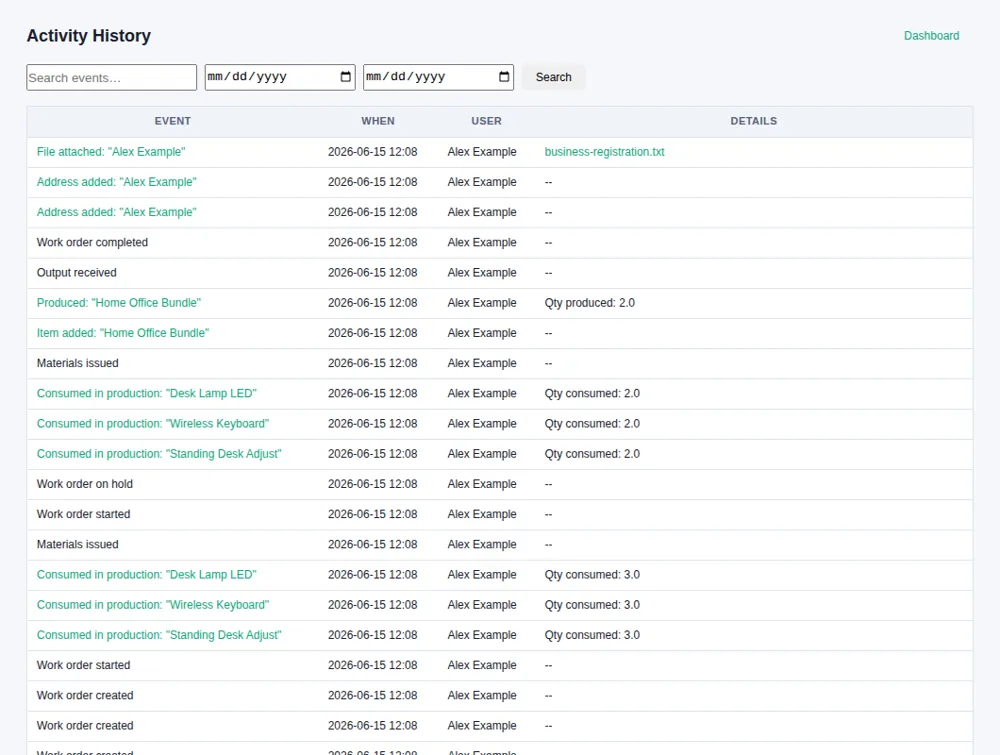 Activity History
Dashboard
Search events…
mm/dd/yyyy
mm/dd/yyyy
Search
EVENT WHEN USER DETAILS
File attached: "Alex Example" 2026-06-15 12:08 Alex Example business-registration.txt
Address added: "Alex Example" 2026-06-15 12:08 Alex Example --
Address added: "Alex Example" 2026-06-15 12:08 Alex Example --
Work order completed 2026-06-15 12:08 Alex Example --
Output received 2026-06-15 12:08 Alex Example --
Produced: "Home Office Bundle" 2026-06-15 12:08 Alex Example Qty produced: 2.0
Item added: "Home Office Bundle" 2026-06-15 12:08 Alex Example --
Materials issued 2026-06-15 12:08 Alex Example --
Consumed in production: "Desk Lamp LED" 2026-06-15 12:08 Alex Example Qty consumed: 2.0
Consumed in production: "Wireless Keyboard" 2026-06-15 12:08 Alex Example Qty consumed: 2.0
Consumed in production: "Standing Desk Adjust" 2026-06-15 12:08 Alex Example Qty consumed: 2.0
Work order on hold 2026-06-15 12:08 Alex Example --
Work order started 2026-06-15 12:08 Alex Example --
Materials issued 2026-06-15 12:08 Alex Example --
Consumed in production: "Desk Lamp LED" 2026-06-15 12:08 Alex Example Qty consumed: 3.0
Consumed in production: "Wireless Keyboard" 2026-06-15 12:08 Alex Example Qty consumed: 3.0
Consumed in production: "Standing Desk Adjust" 2026-06-15 12:08 Alex Example Qty consumed: 3.0
Work order started 2026-06-15 12:08 Alex Example --
Work order created 2026-06-15 12:08 Alex Example --
Work order created 2026-06-15 12:08 Alex Example --
Work order created 2026-06-15 12:08 Alex Example --